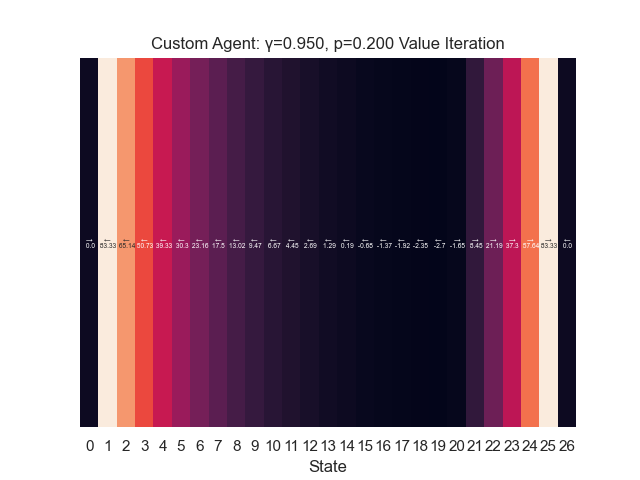 Custom Agent: γ=0.950, p=0.200 Value Iteration
0.0 83.33 65.14 50.73 39.33 30.3 23.16 17.5 13.02 9.47 6.67 4.45 2.69 1.29 0.19 -0.65 -1.37 -1.92 -2.35 -2.7 -1.65 21.19 37.3 57.64 83.33 0.0
0 1 2 3 4 5 6 7 8 9 10 11 12 13 14 15 16 17 18 19 20 21 22 23 24 25 26
State